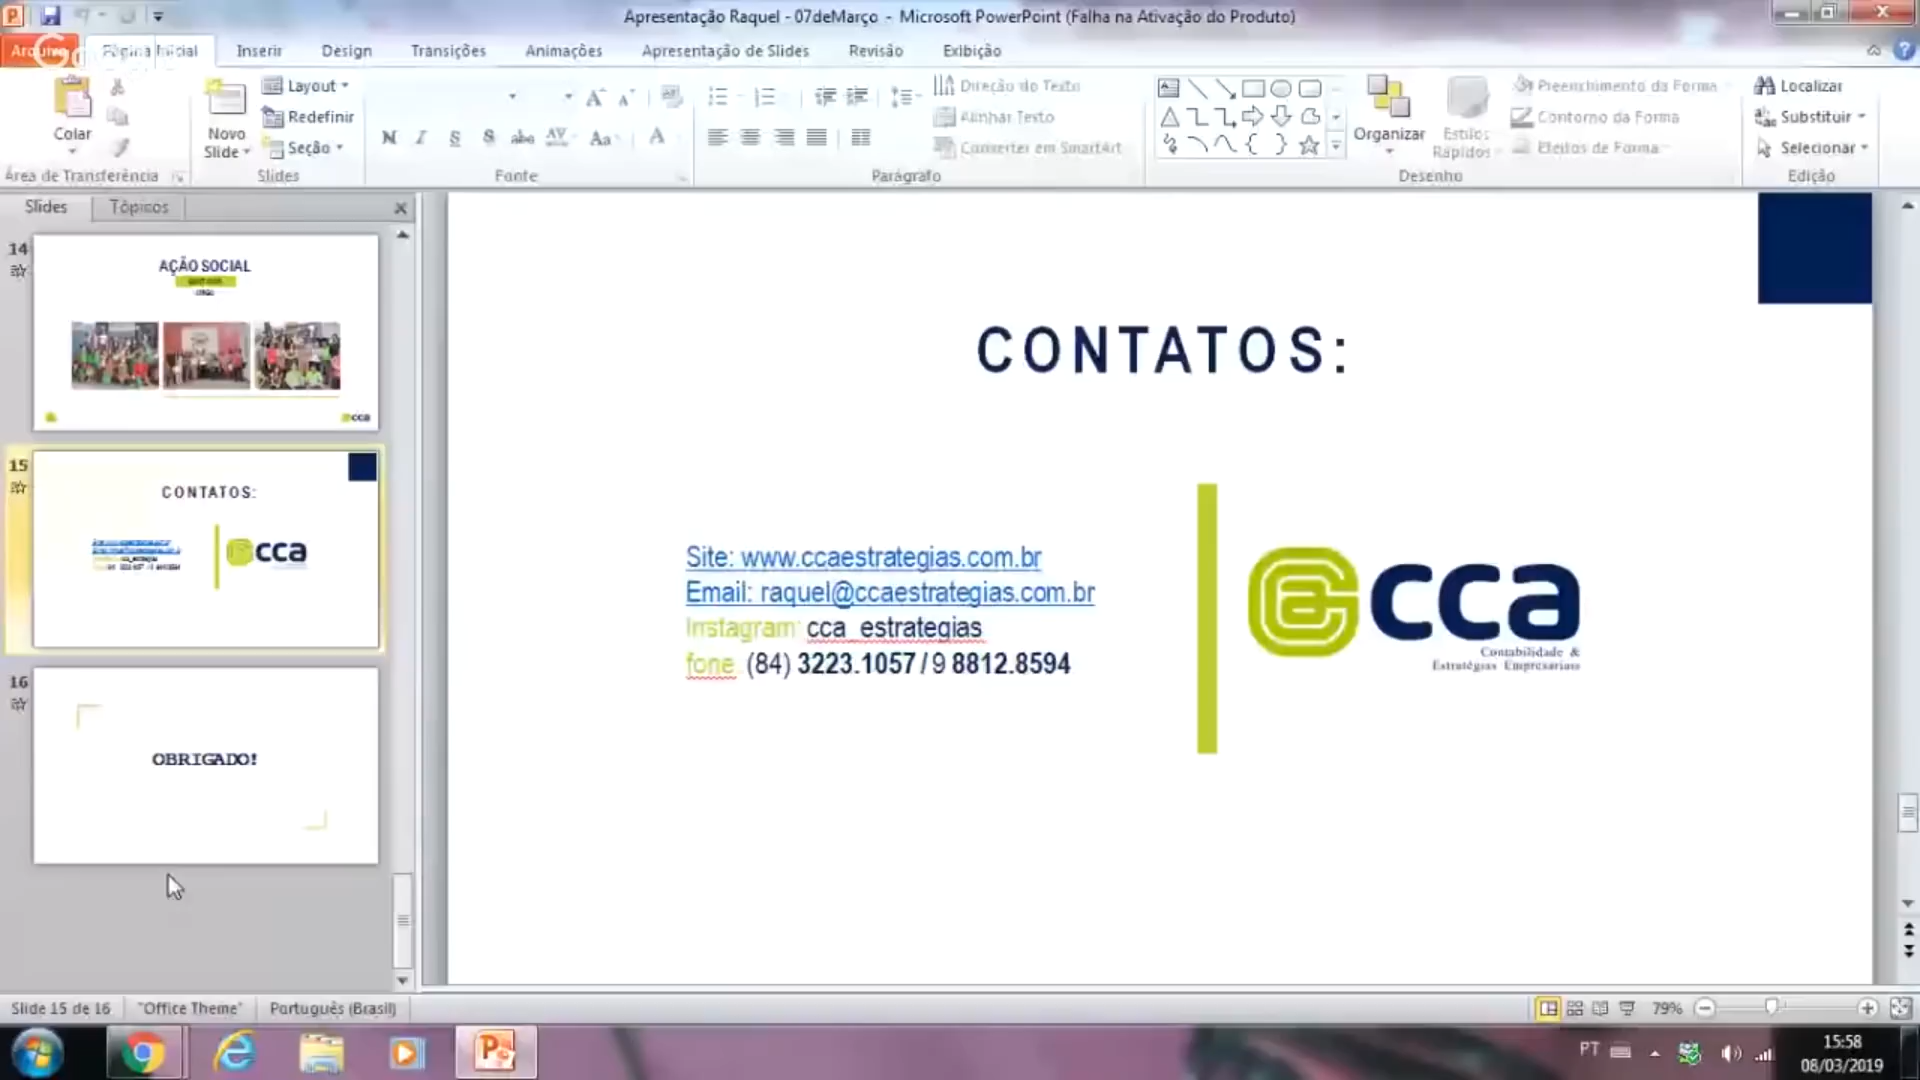 Apresentação Raquel - 07deMarço - Microsoft PowerPoint (Falha na Ativação do Produto)
Arquivo Página Inicial Inserir Design Transições Animações Apresentação de Slides Revisão Exibição
Colar
Área de Transferência
Novo Slide
Layout
Redefinir
Seção
Slides
N I S S abc AV Aa A
Fonte
Direção do Texto
Alinhar Texto
Converter em SmartArt
Parágrafo
Organizar
Estilos Rápidos
Preenchimento da Forma
Contorno da Forma
Efeitos de Forma
Desenho
Localizar
Substituir
Selecionar
Edição
Slides Tópicos
14
AÇÃO SOCIAL
cca
15
CONTATOS:
cca
16
OBRIGADO!
CONTATOS:
Site: www.ccaestrategias.com.br
Email: raquel@ccaestrategias.com.br
Instagram: cca_estrategias
fone: (84) 3223.1057 / 9 8812.8594
cca
Contabilidade &
Estratégias Empresariais
Slide 15 de 16 "Office Theme" Português (Brasil) 79%
PT 15:58
08/03/2019